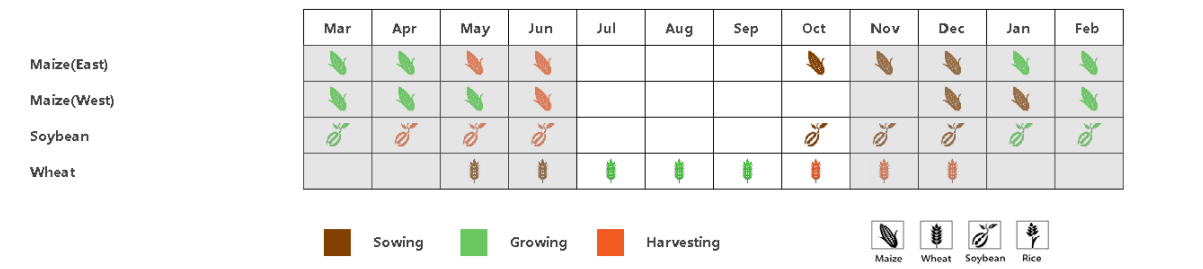 Mar Apr May Jun Jul Aug Sep Oct Nov Dec Jan Feb
Maize(East)
Maize(West)
Soybean
Wheat
Sowing Growing Harvesting
Maize Wheat Soybean Rice